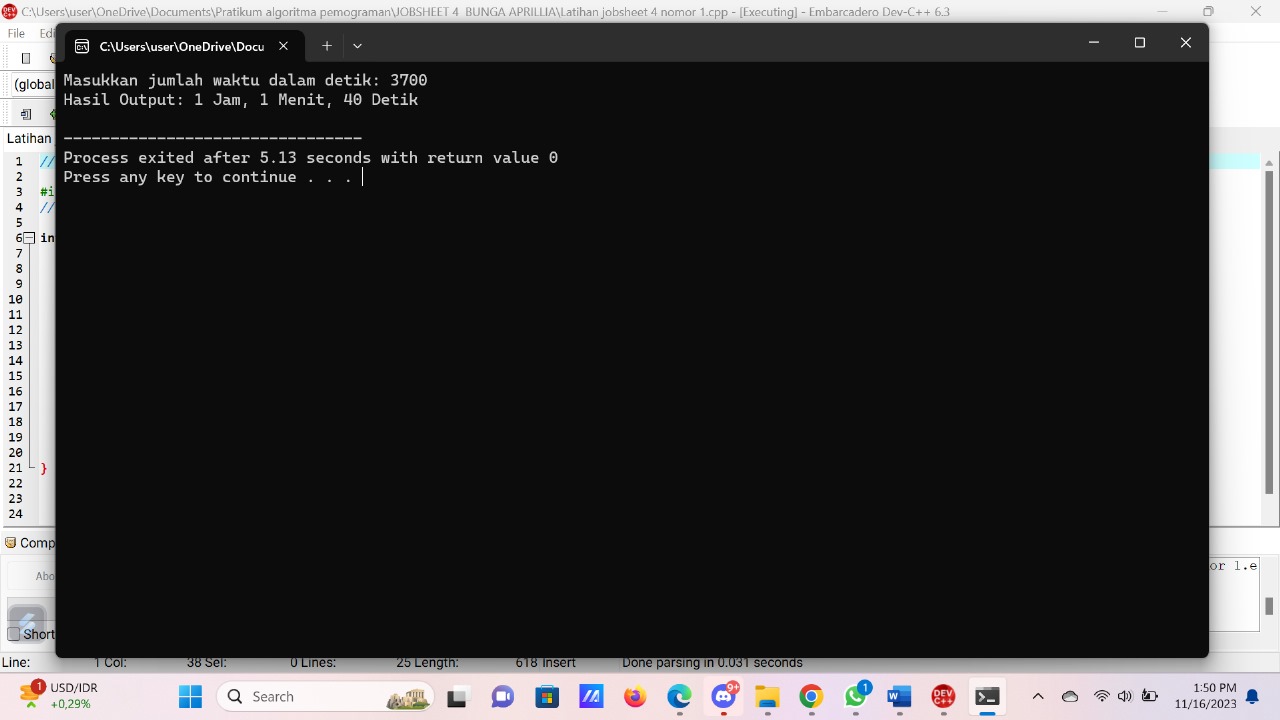 C:\Users\user\OneDrive\Documents\Pratikum algoritma pemograman\JOBSHEET 4_BUNGA APRILLIA\Latihan jobsheet 4 nomor 1.cpp - [Executing] - Embarcadero Dev-C++ 6.3
File
C:\Users\user\OneDrive\Docu
(global
Latihan
Masukkan jumlah waktu dalam detik: 3700
Hasil Output: 1 Jam, 1 Menit, 40 Detik
--------------------------------
Process exited after 5.13 seconds with return value 0
Press any key to continue . . .
1 //
2
3 #i
4 //
5
6 in
7
8
9
10
11
12
13
14
15
16
17
18
19
20
21 }
22
23
24
Comp
or 1.e
Abo
Short
Line: 1 Col: 38 Sel: 0 Lines: 25 Length: 618 Insert Done parsing in 0.031 seconds
1 USD/IDR
+0,29%
Search
9+
1
DEV C++
1:50 PM
11/16/2023